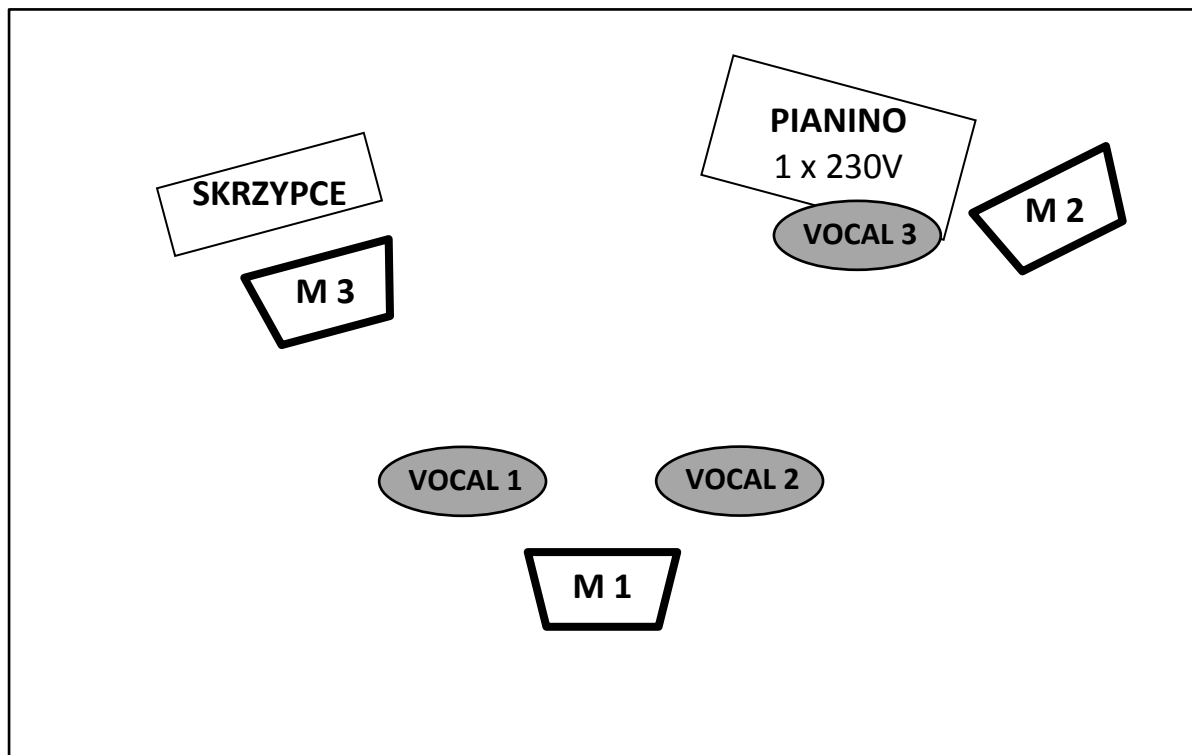 PIANINO
1 x 230V
SKRZYPCE
M 2
VOCAL 3
M 3
VOCAL 1
VOCAL 2
M 1